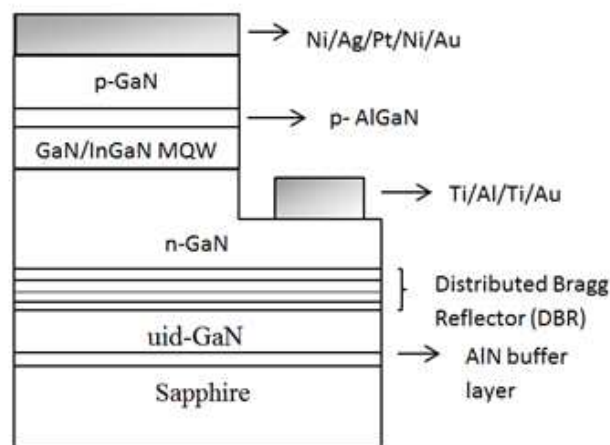 Ni/Ag/Pt/Ni/Au
p-GaN
p- AlGaN
GaN/InGaN MQW
Ti/Al/Ti/Au
n-GaN
Distributed Bragg
Reflector (DBR)
uid-GaN
AlN buffer
layer
Sapphire